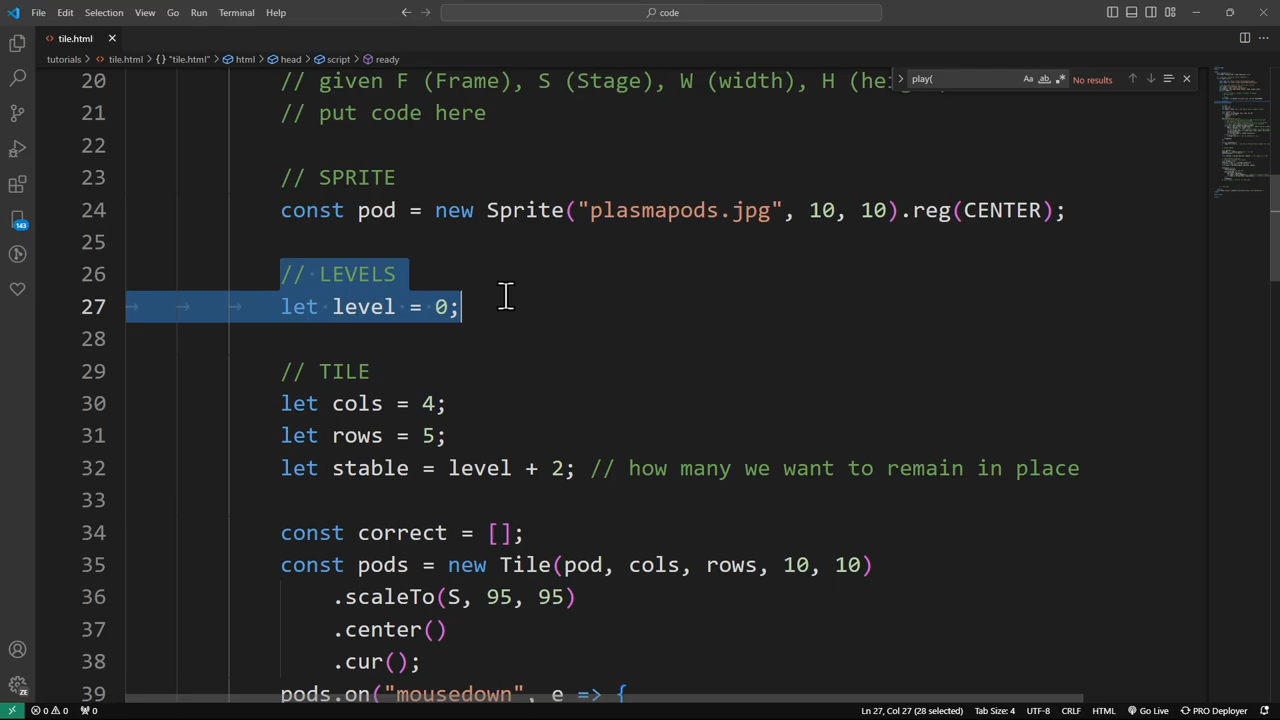 File Edit Selection View Go Run Terminal Help
code
tile.html
tutorials > tile.html > "tile.html" > html > head > script > ready
play(
Aa ab .*
No results
20 // given F (Frame), S (Stage), W (width), H (hei
21 // put code here
22
23 // SPRITE
24 const pod = new Sprite("plasmapods.jpg", 10, 10).reg(CENTER);
25
26 // LEVELS
27 let level = 0;
28
29 // TILE
30 let cols = 4;
31 let rows = 5;
32 let stable = level + 2; // how many we want to remain in place
33
34 const correct = [];
35 const pods = new Tile(pod, cols, rows, 10, 10)
36 .scaleTo(S, 95, 95)
37 .center()
38 .cur();
39 pods.on("mousedown", e => {
143
ZE
0 0 0 Ln 27, Col 27 (28 selected) Tab Size: 4 UTF-8 CRLF HTML Go Live PRO Deployer